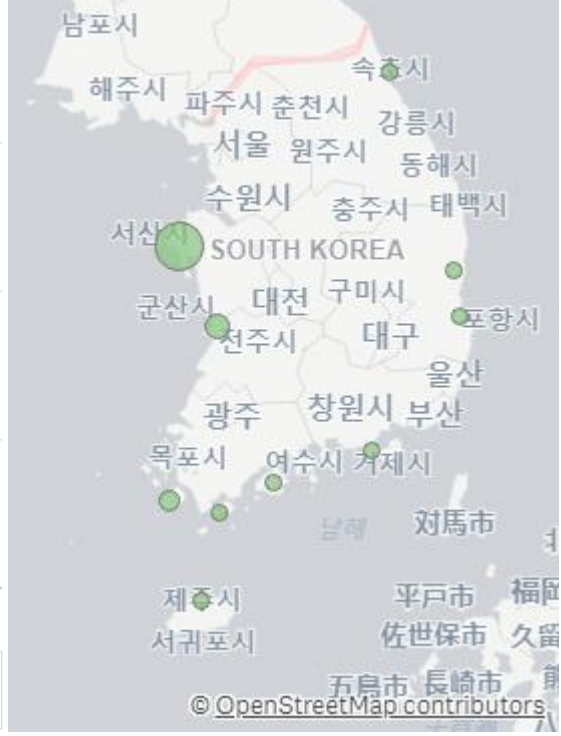 남포시
속초시
해주시
파주시 춘천시
강릉시
서울 원주시
동해시
수원시
충주시 태백시
서산시
SOUTH KOREA
군산시 대전 구미시
포항시
전주시 대구
울산
광주 창원시 부산
목포시 여수시 거제시
남해 対馬市
제주시 平戸市 福岡
서귀포시 佐世保市 久留
五島市 長崎市
© OpenStreetMap contributors